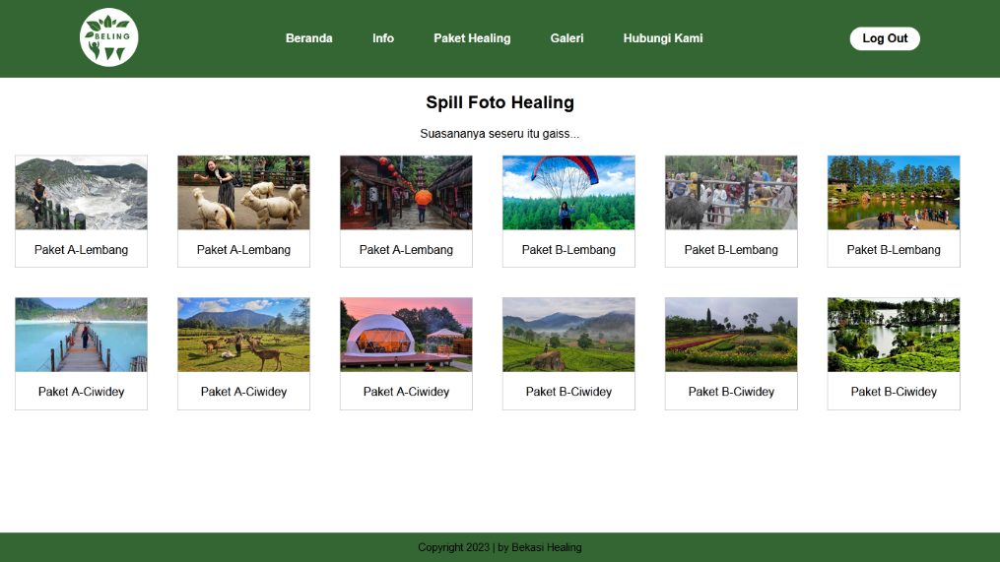 BELING
Beranda
Info
Paket Healing
Galeri
Hubungi Kami
Log Out
Spill Foto Healing
Suasananya seseru itu gaiss...
Paket A-Lembang
Paket A-Lembang
Paket A-Lembang
Paket B-Lembang
Paket B-Lembang
Paket B-Lembang
Paket A-Ciwidey
Paket A-Ciwidey
Paket A-Ciwidey
Paket B-Ciwidey
Paket B-Ciwidey
Paket B-Ciwidey
Copyright 2023 | by Bekasi Healing